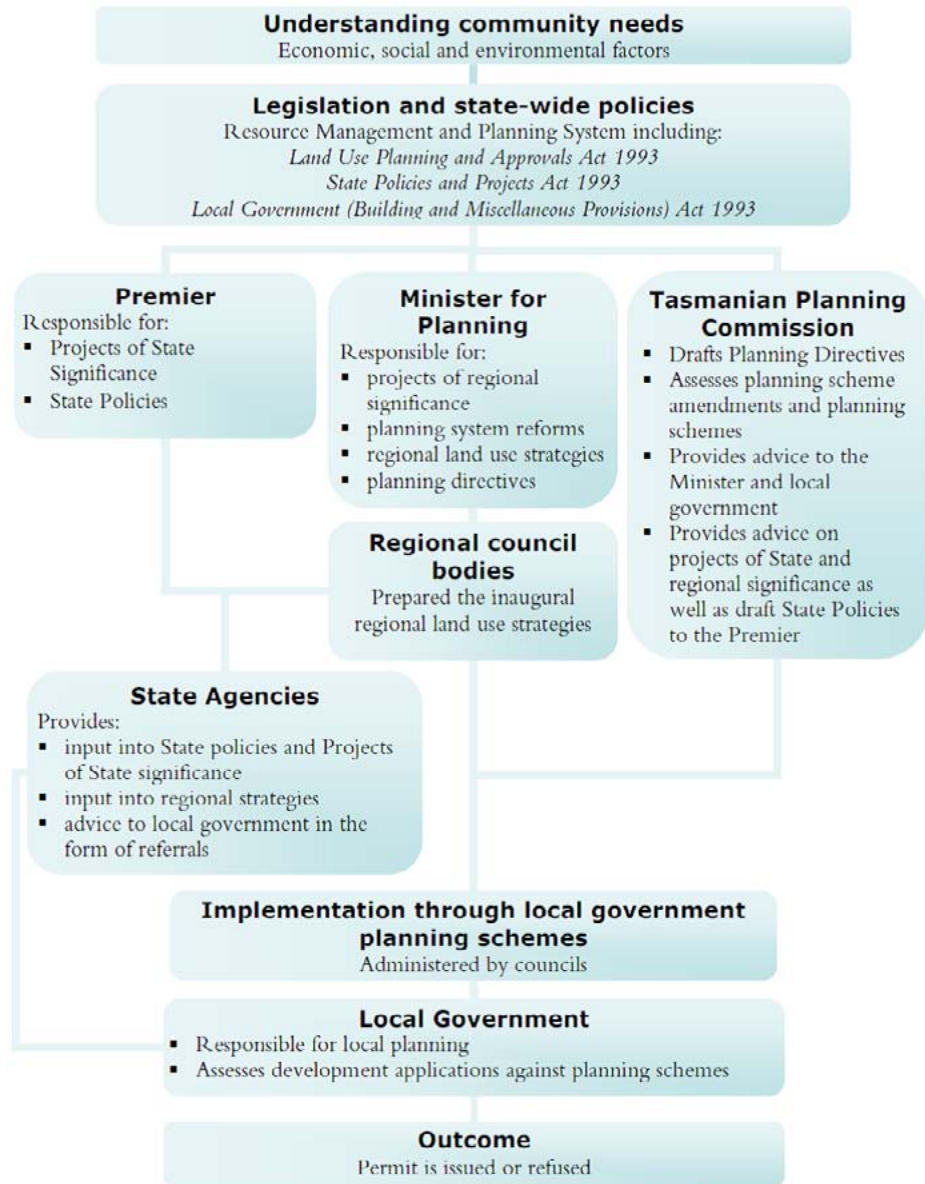 Understanding community needs
Economic, social and environmental factors
Legislation and state-wide policies
Resource Management and Planning System including:
Land Use Planning and Approvals Act 1993
State Policies and Projects Act 1993
Local Government (Building and Miscellaneous Provisions) Act 1993
Premier
Responsible for:
▪ Projects of State
Significance
▪ State Policies
Minister for
Planning
Responsible for:
▪ projects of regional
significance
▪ planning system reforms
▪ regional land use strategies
▪ planning directives
Tasmanian Planning
Commission
▪ Drafts Planning Directives
▪ Assesses planning scheme
amendments and planning
schemes
▪ Provides advice to the
Minister and local
government
▪ Provides advice on
projects of State and
regional significance as
well as draft State Policies
to the Premier
Regional council
bodies
Prepared the inaugural
regional land use strategies
State Agencies
Provides:
▪ input into State policies and Projects
of State significance
▪ input into regional strategies
▪ advice to local government in the
form of referrals
Implementation through local government
planning schemes
Administered by councils
Local Government
▪ Responsible for local planning
▪ Assesses development applications against planning schemes
Outcome
Permit is issued or refused